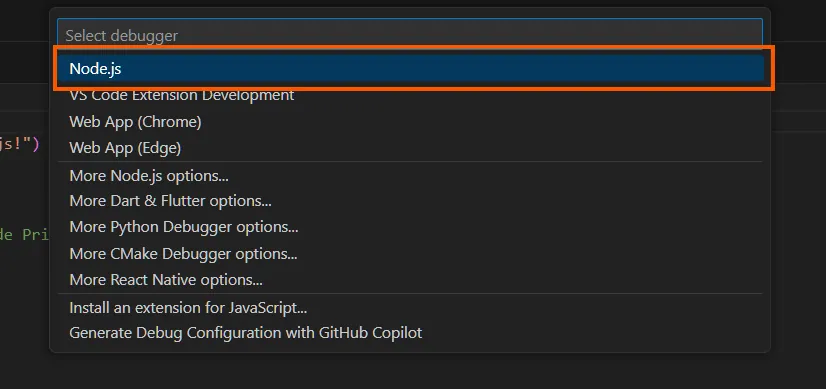 Select debugger
Node.js
VS Code Extension Development
Web App (Chrome)
js!")
Web App (Edge)
More Node.js options...
More Dart & Flutter options...
de Pri
More Python Debugger options...
More CMake Debugger options...
More React Native options...
Install an extension for JavaScript...
Generate Debug Configuration with GitHub Copilot